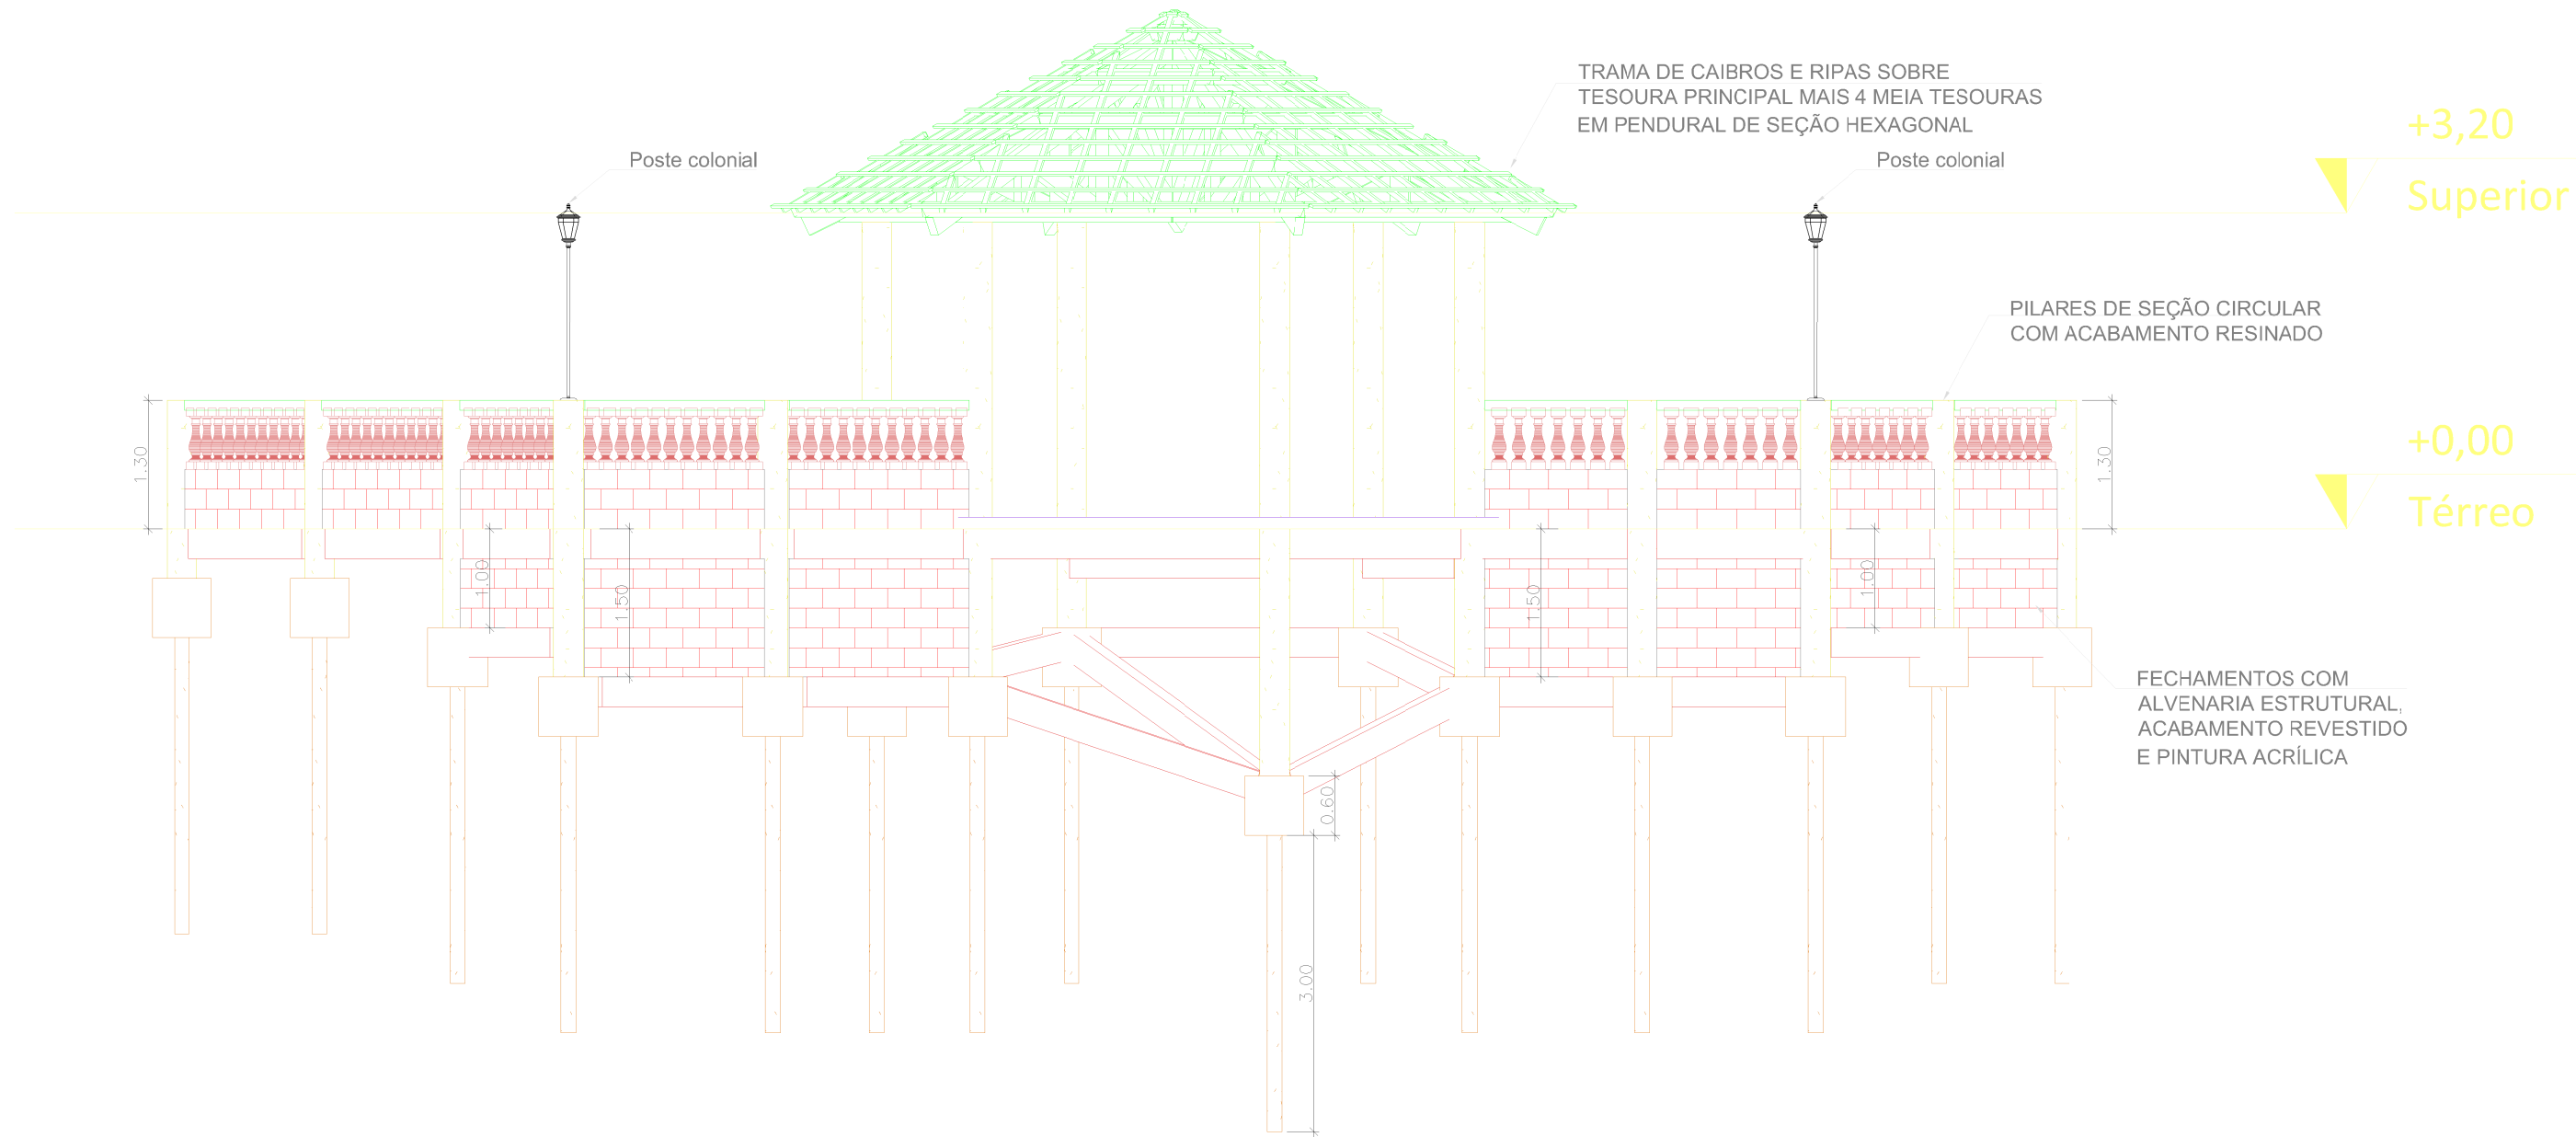 TRAMA DE CAIBROS E RIPAS SOBRE
TESOURA PRINCIPAL MAIS 4 MEIA TESOURAS
EM PENDURAL DE SEÇÃO HEXAGONAL
+3,20
Superior
Poste colonial
Poste colonial
PILARES DE SEÇÃO CIRCULAR
COM ACABAMENTO RESINADO
+0,00
Térreo
1.30
1.30
1.00
1.50
1.50
1.00
FECHAMENTOS COM
ALVENARIA ESTRUTURAL,
ACABAMENTO REVESTIDO
E PINTURA ACRÍLICA
0.60
3.00